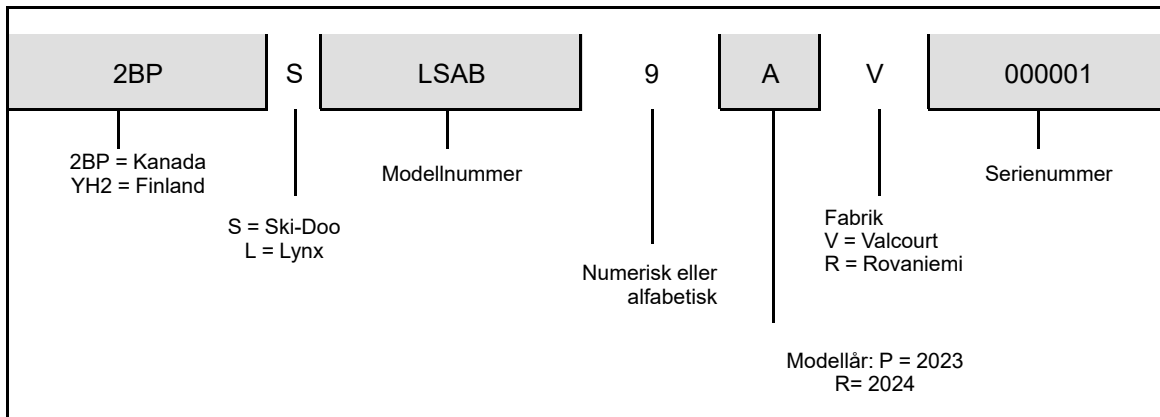 2BP S LSAB 9 A V 000001
2BP = Kanada
YH2 = Finland
Modellnummer
Serienummer
S = Ski-Doo
L = Lynx
Fabrik
V = Valcourt
R = Rovaniemi
Numerisk eller
alfabetisk
Modellår: P = 2023
R= 2024